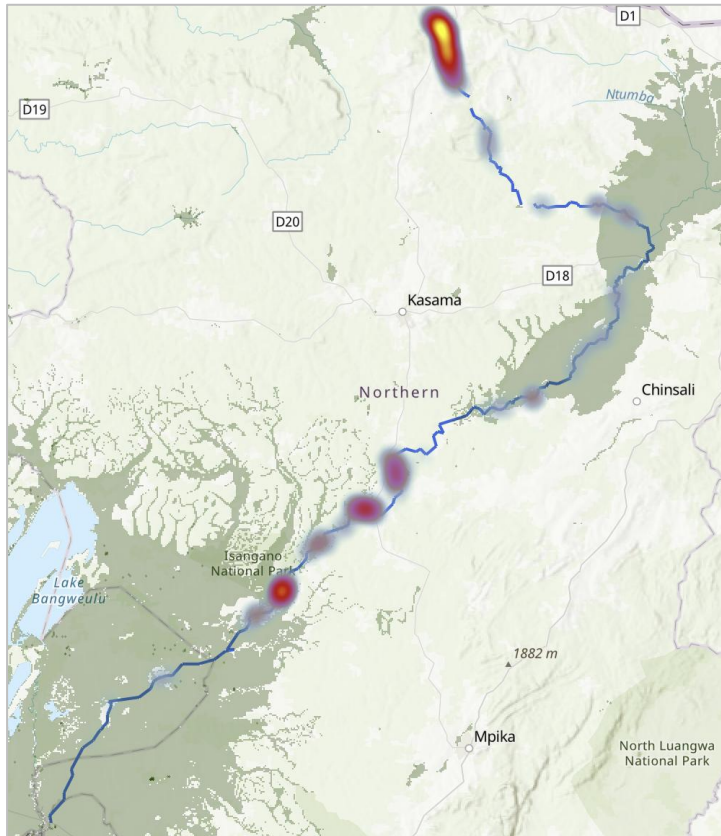 D1
Ntumba
D19
D20
D18
Kasama
Northern
Chinsali
Isangano
National Park
Lake
Bangweulu
1882 m
Mpika
North Luangwa
National Park